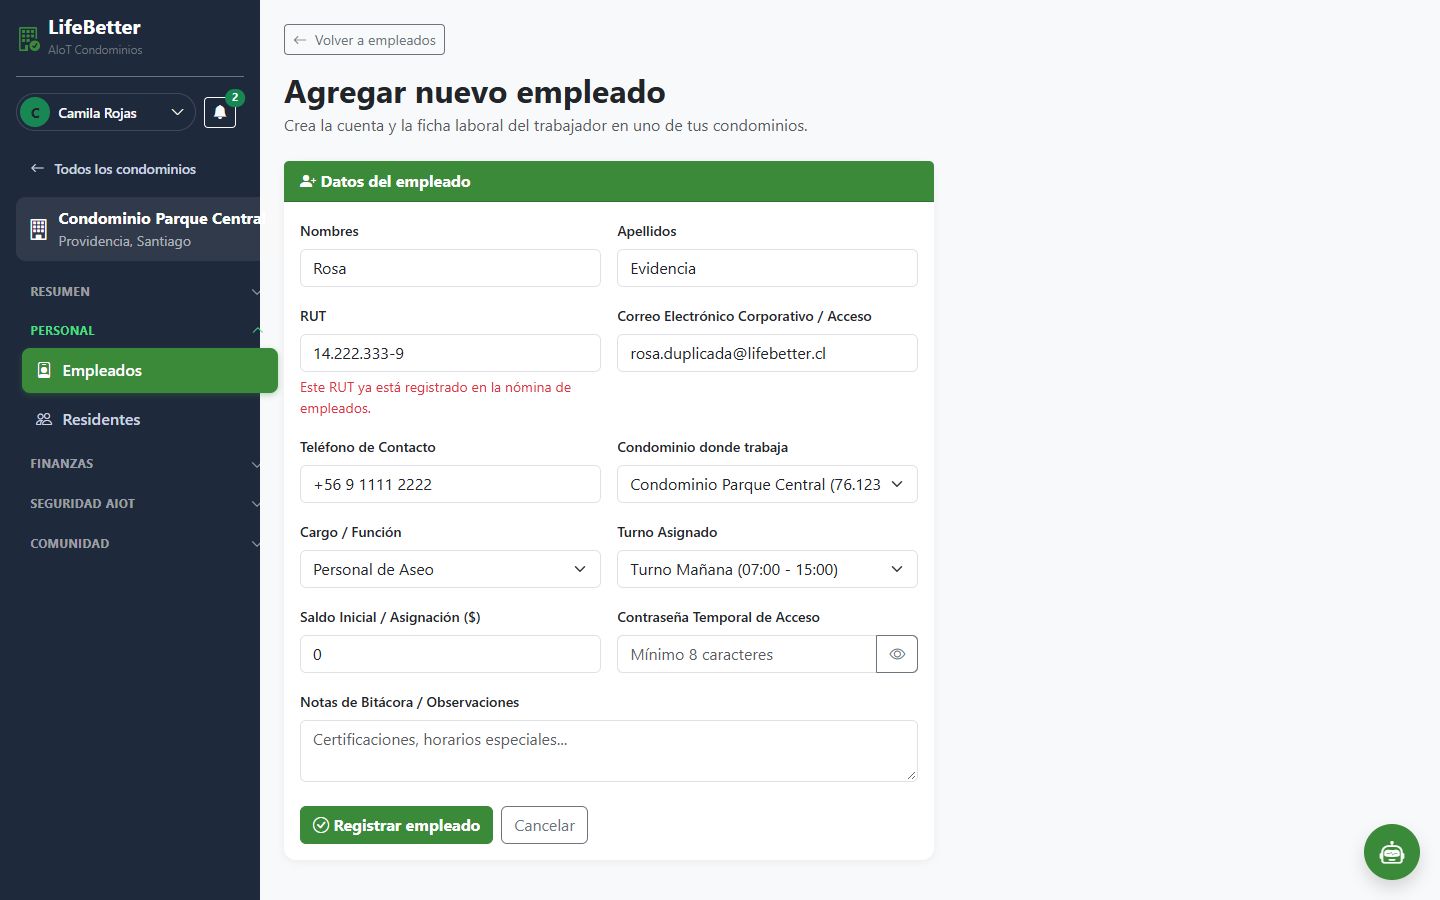 LifeBetter
AIoT Condominios
C
Camila Rojas
2
Todos los condominios
Condominio Parque Centra
Providencia, Santiago
RESUMEN
PERSONAL
Empleados
Residentes
FINANZAS
SEGURIDAD AIOT
COMUNIDAD
Volver a empleados
Agregar nuevo empleado
Crea la cuenta y la ficha laboral del trabajador en uno de tus condominios.
Datos del empleado
Nombres
Apellidos
Rosa
Evidencia
RUT
Correo Electrónico Corporativo / Acceso
14.222.333-9
rosa.duplicada@lifebetter.cl
Este RUT ya está registrado en la nómina de
empleados.
Teléfono de Contacto
Condominio donde trabaja
+56 9 1111 2222
Condominio Parque Central (76.123
Cargo / Función
Turno Asignado
Personal de Aseo
Turno Mañana (07:00 - 15:00)
Saldo Inicial / Asignación ($)
Contraseña Temporal de Acceso
0
Mínimo 8 caracteres
Notas de Bitácora / Observaciones
Certificaciones, horarios especiales...
Registrar empleado
Cancelar